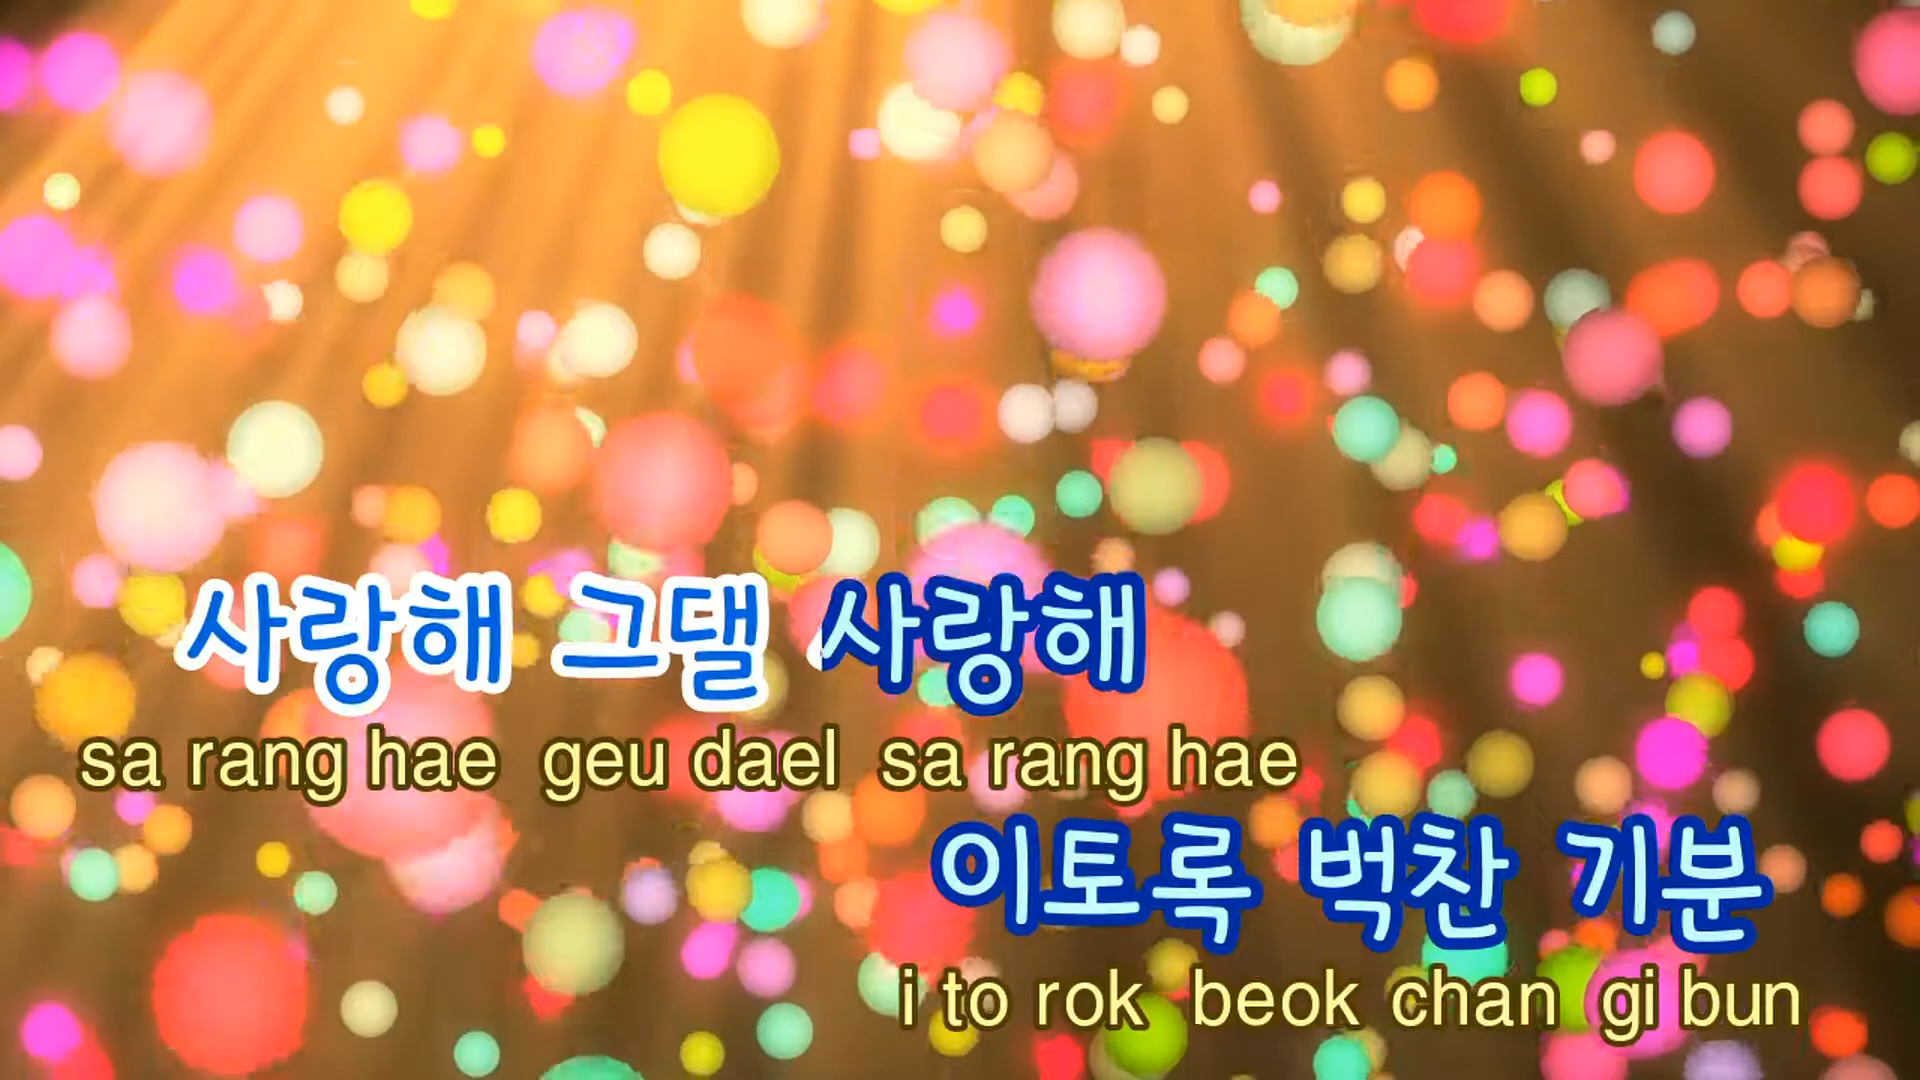 사랑해 그댈 사랑해
sa rang hae geu dael sa rang hae
이토록 벅찬 기분
i to rok beok chan gi bun